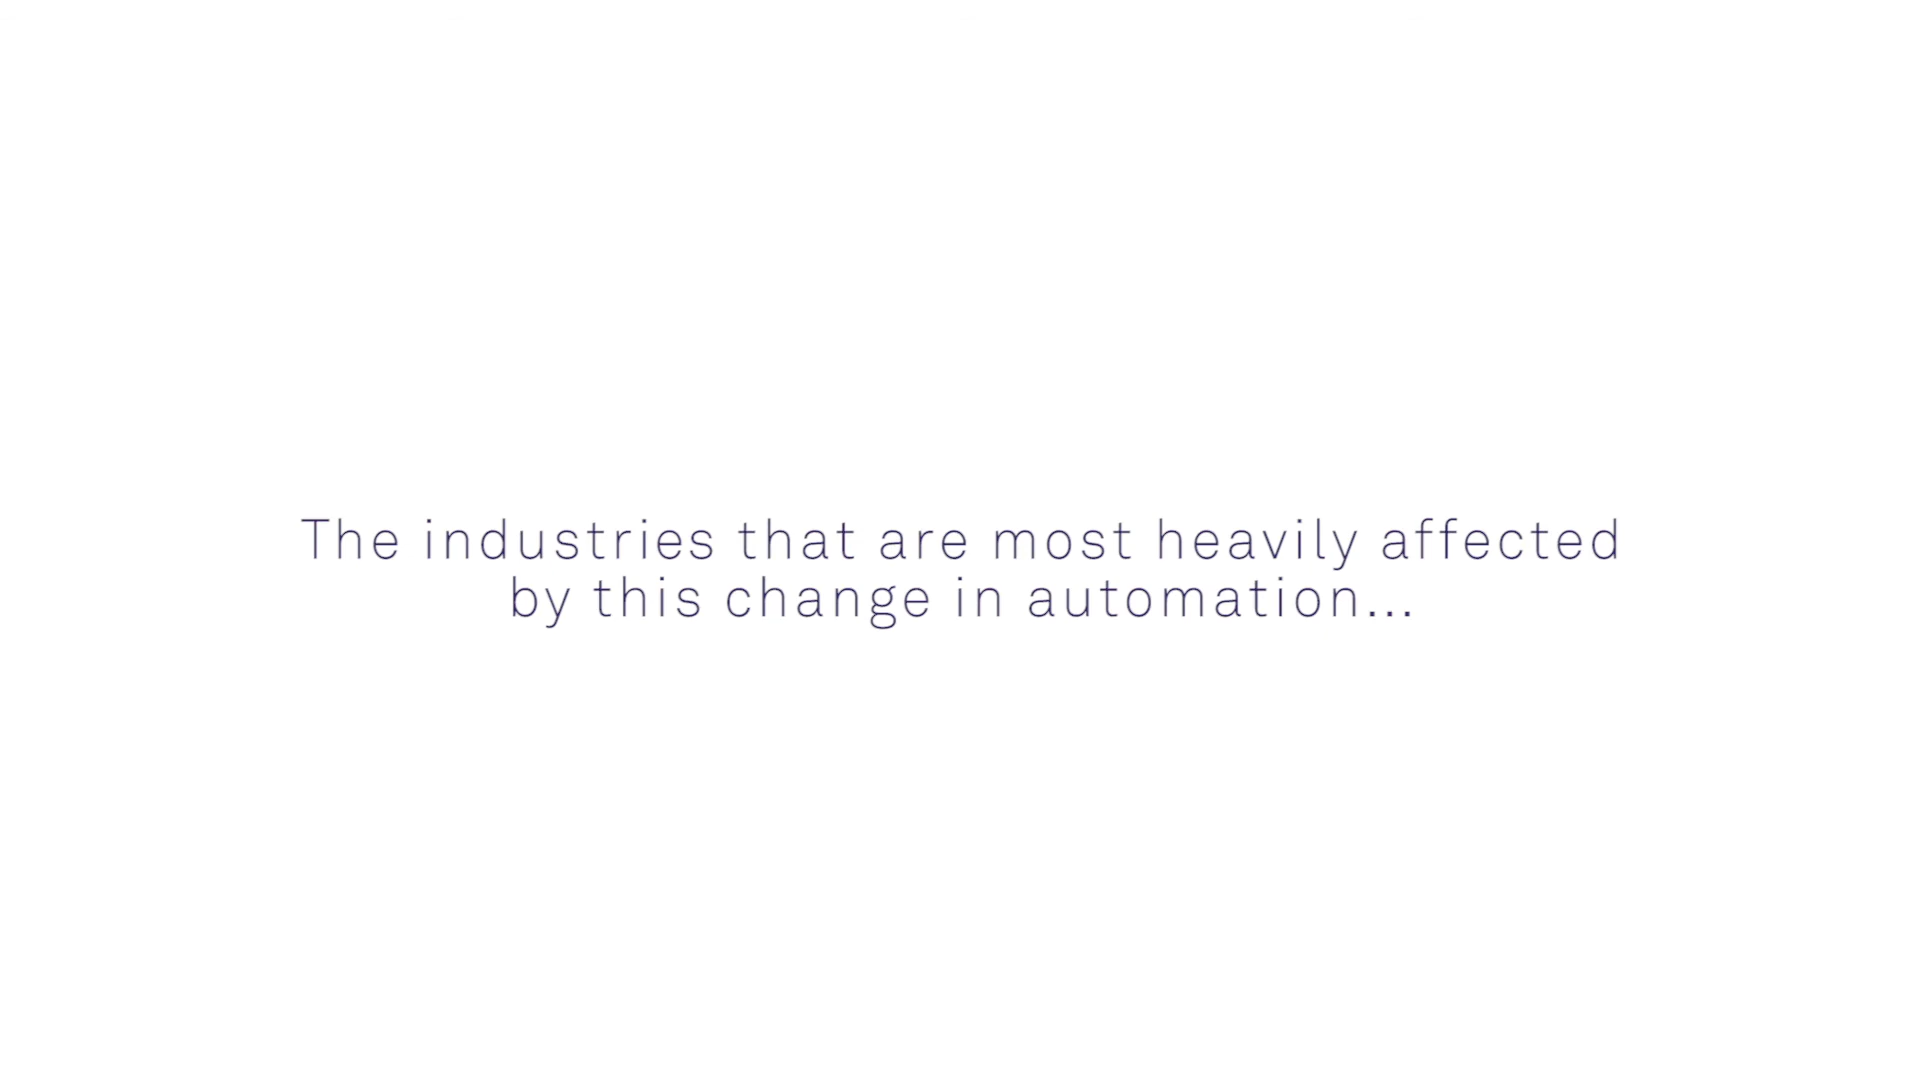 The industries that are most heavily affected
by this change in automation...